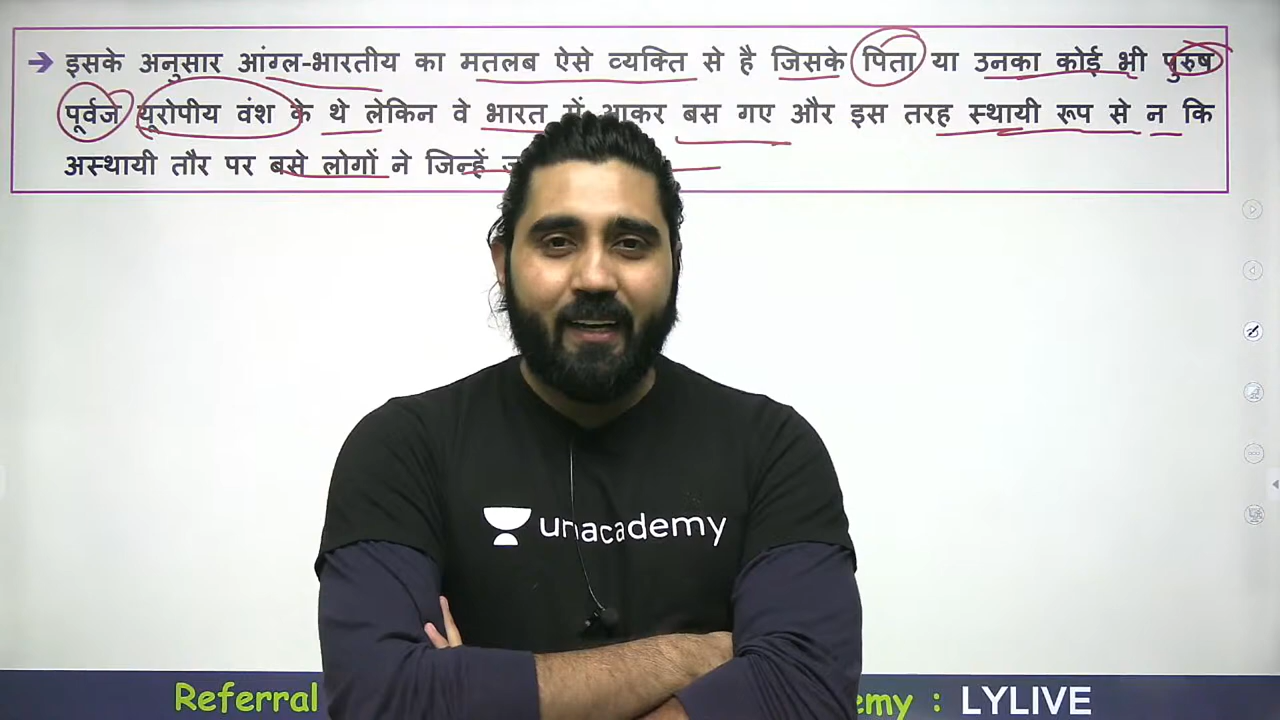 इसके अनुसार आंग्ल-भारतीय का मतलब ऐसे व्यक्ति से है जिसके पिता या उनका कोई भी पुरुष
पूर्वज यूरोपीय वंश के थे लेकिन वे भारत में आकर बस गए और इस तरह स्थायी रूप से न कि
अस्थायी तौर पर बसे लोगों ने जिन्हें
unacademy
Referral
: LYLIVE